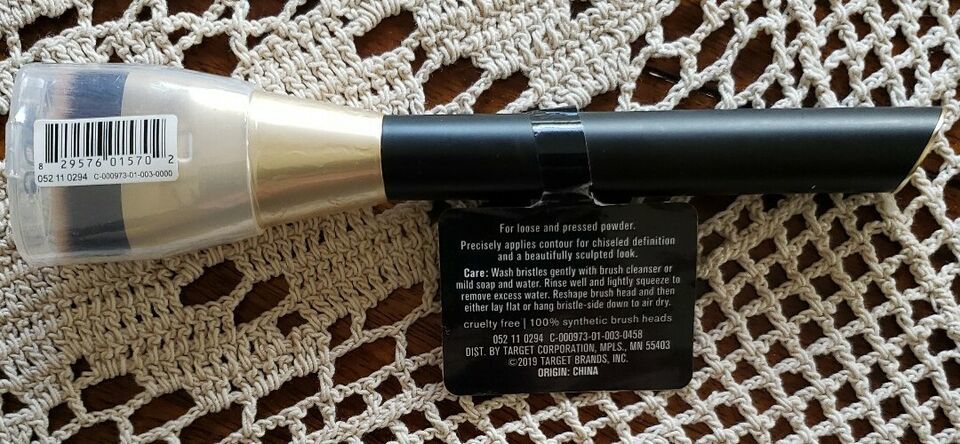 8 29576 01570 2
052 11 0294 C-000973-01-003-0000
For loose and pressed powder.
Precisely applies contour for chiseled definition
and a beautifully sculpted look.
Care: Wash bristles gently with brush cleanser or
mild soap and water. Rinse well and lightly squeeze to
remove excess water. Reshape brush head and then
either lay flat or hang bristle-side down to air dry.
cruelty free | 100% synthetic brush heads
052 11 0294 C-000973-01-003-0458
DIST. BY TARGET CORPORATION, MPLS., MN 55403
©2019 TARGET BRANDS, INC.
ORIGIN: CHINA